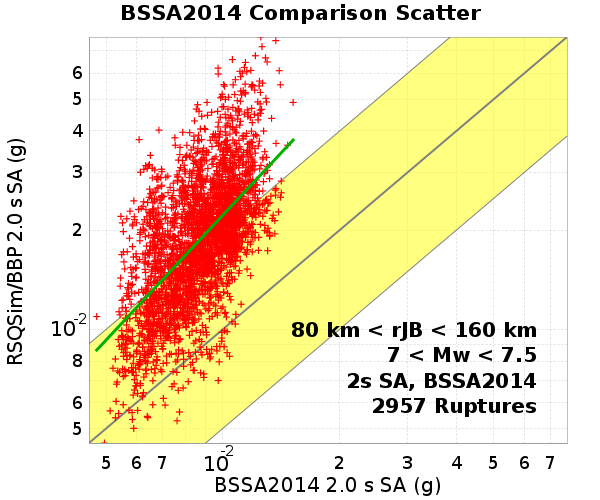 BSSA2014 Comparison Scatter
RSQSim/BBP 2.0 s SA (g)
6
5
4
3
2
10-2
8
6
5
80 km < rJB < 160 km
7 < Mw < 7.5
2s SA, BSSA2014
2957 Ruptures
5 6 7 10-2 2 3 4 5 6 7
BSSA2014 2.0 s SA (g)